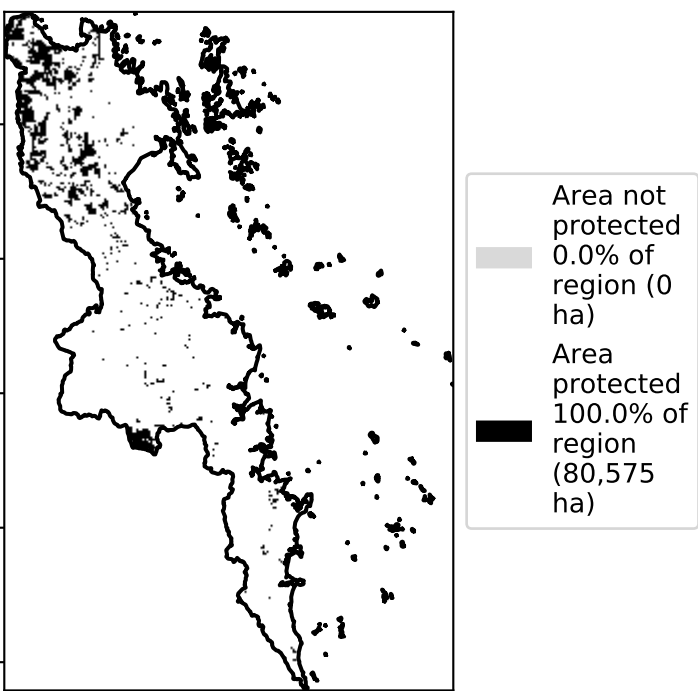 Area not
protected
0.0% of
region (0
ha)
Area
protected
100.0% of
region
(80,575
ha)